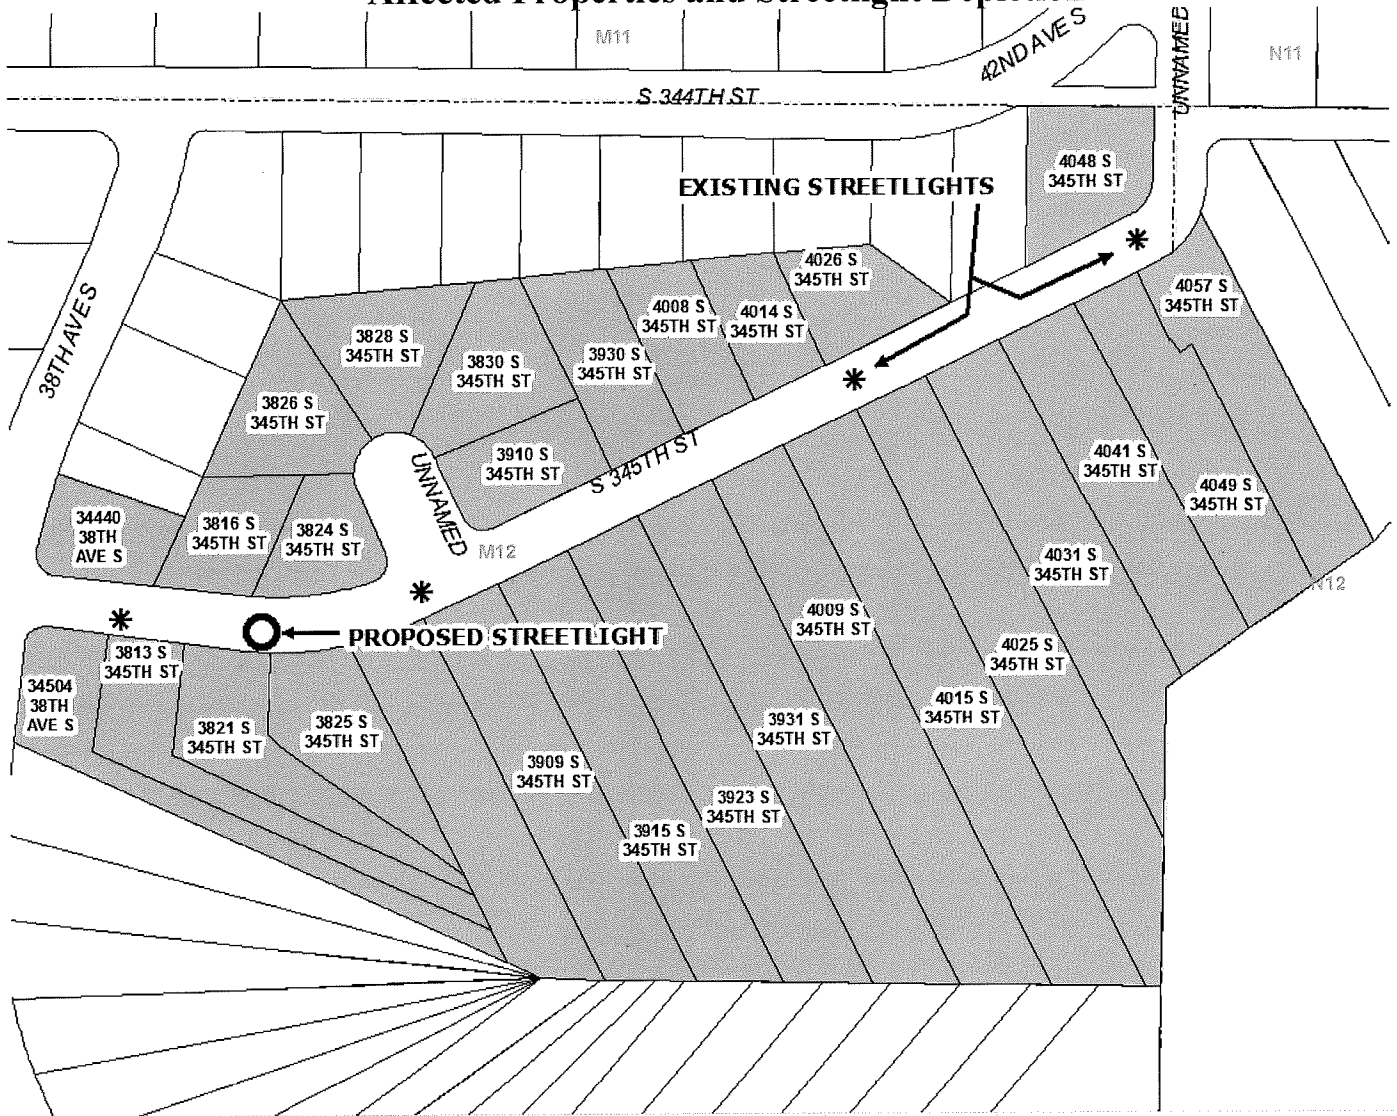 Affected Properties and Streetlight Depiction
M11
42ND AVE S
UNNAMED
N11
S 344TH ST
4048 S
345TH ST
EXISTING STREETLIGHTS
4026 S
345TH ST
4057 S
345TH ST
38TH AVE S
4008 S
345TH ST
4014 S
345TH ST
3828 S
345TH ST
3830 S
345TH ST
3930 S
345TH ST
3826 S
345TH ST
3910 S
345TH ST
S 345TH ST
UNNAMED
4041 S
345TH ST
4049 S
345TH ST
34440
38TH
AVE S
3816 S
345TH ST
3824 S
345TH ST
M12
4031 S
345TH ST
N12
PROPOSED STREETLIGHT
4009 S
345TH ST
3813 S
345TH ST
4025 S
345TH ST
34504
38TH
AVE S
3821 S
345TH ST
3825 S
345TH ST
4015 S
345TH ST
3931 S
345TH ST
3909 S
345TH ST
3923 S
345TH ST
3915 S
345TH ST